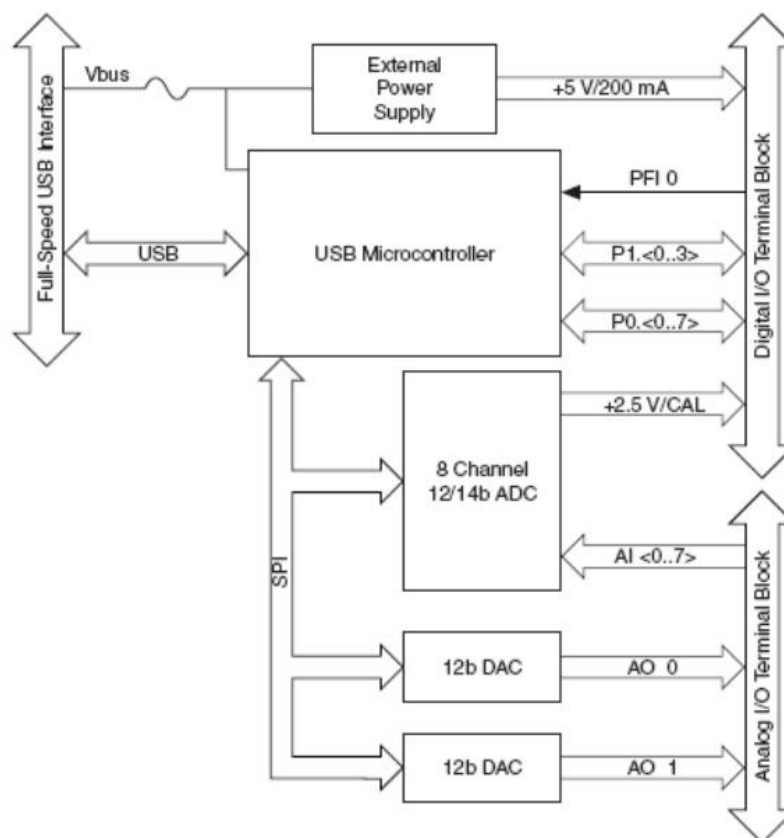 Full-Speed USB Interface
Vbus
External
Power
Supply
+5 V/200 mA
Digital I/O Terminal Block
PFI 0
USB
USB Microcontroller
P1.<0..3>
P0.<0..7>
+2.5 V/CAL
8 Channel
12/14b ADC
SPI
AI <0..7>
Analog I/O Terminal Block
12b DAC
AO 0
12b DAC
AO 1